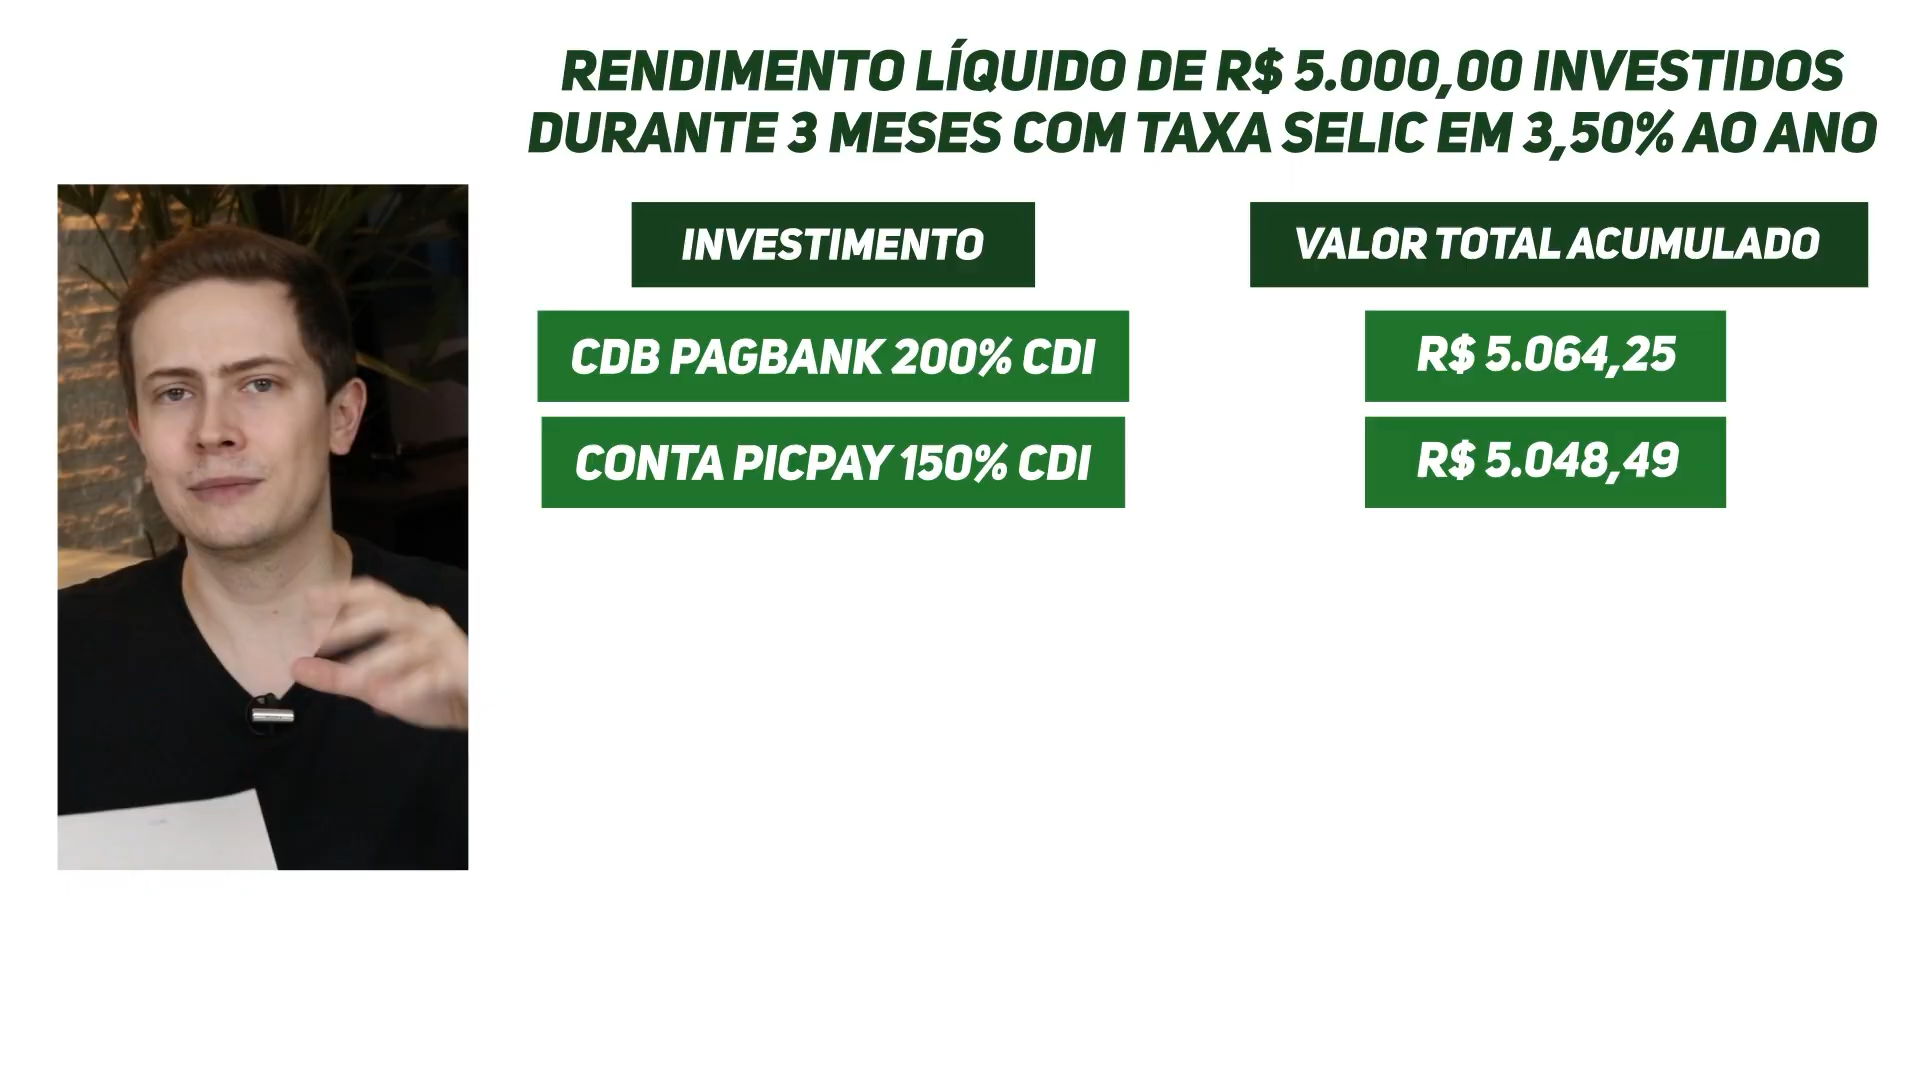 RENDIMENTO LÍQUIDO DE R$ 5.000,00 INVESTIDOS
DURANTE 3 MESES COM TAXA SELIC EM 3,50% AO ANO
INVESTIMENTO
VALOR TOTAL ACUMULADO
CDB PAGBANK 200% CDI
R$ 5.064,25
CONTA PICPAY 150% CDI
R$ 5.048,49